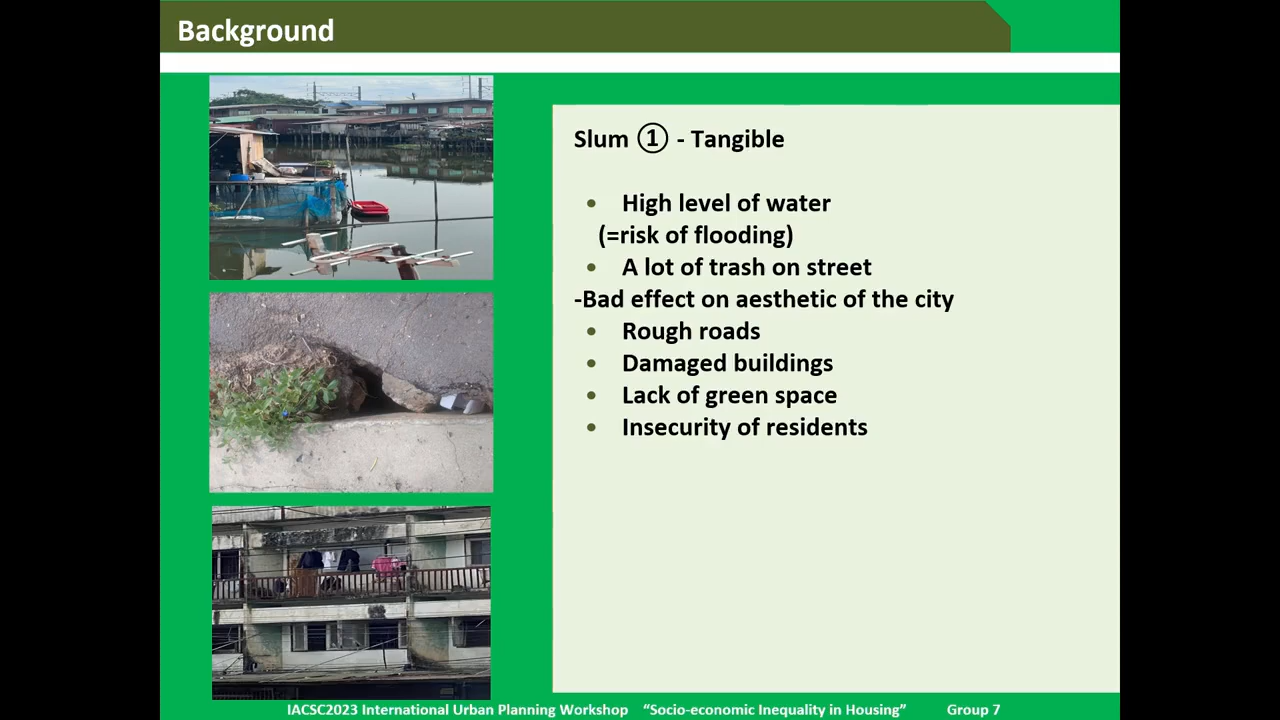 Background
Slum ① - Tangible
• High level of water
(=risk of flooding)
• A lot of trash on street
-Bad effect on aesthetic of the city
• Rough roads
• Damaged buildings
• Lack of green space
• Insecurity of residents
IACSC2023 International Urban Planning Workshop “Socio-economic Inequality in Housing” Group 7